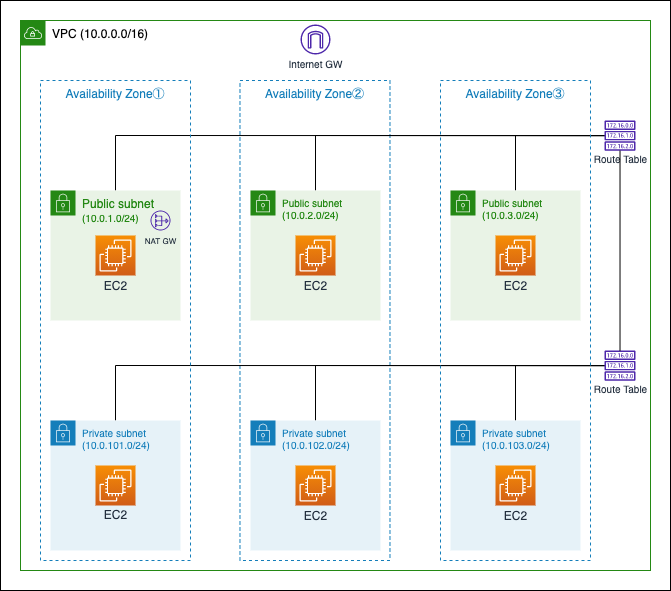 VPC (10.0.0.0/16)
Internet GW
Availability Zone①
Availability Zone②
Availability Zone③
172.16.0.0
172.16.1.0
172.16.2.0
Route Table
Public subnet
(10.0.1.0/24)
NAT GW
EC2
Public subnet
(10.0.2.0/24)
EC2
Public subnet
(10.0.3.0/24)
EC2
172.16.0.0
172.16.1.0
172.16.2.0
Route Table
Private subnet
(10.0.101.0/24)
EC2
Private subnet
(10.0.102.0/24)
EC2
Private subnet
(10.0.103.0/24)
EC2